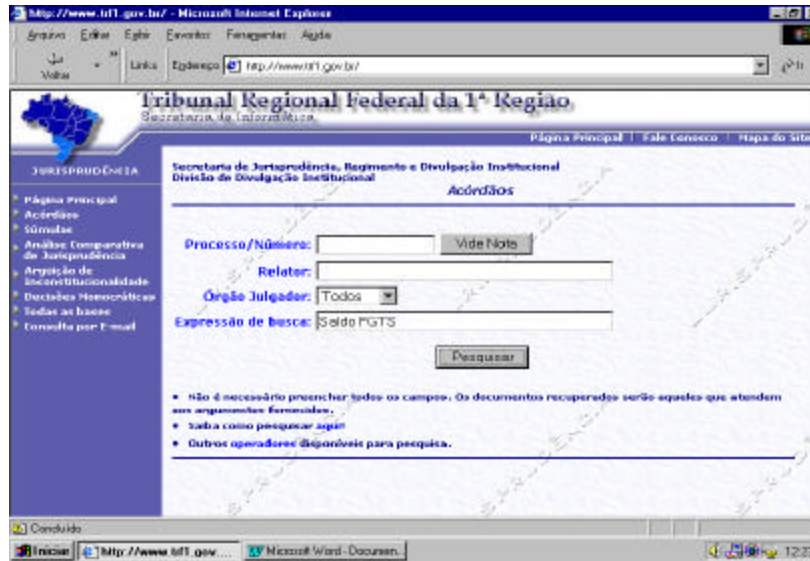 http://www.trf1.gov.br/ - Microsoft Internet Explorer
Arquivo Editar Exibir Favoritos Ferramentas Ajuda
Voltar » Links Endereço http://www.trf1.gov.br/
Tribunal Regional Federal da 1ª Região
Secretaria de Informática
Página Principal | Fale Conosco | Mapa do Site
JURISPRUDÊNCIA
Página Principal
Acórdãos
Súmulas
Análise Comparativa
de Jurisprudência
Arguição de
Inconstitucionalidade
Decisões Monocráticas
Todas as bases
Consulta por E-mail
Secretaria de Jurisprudência, Regimento e Divulgação Institucional
Divisão de Divulgação Institucional
Acórdãos
Processo/Número: Vide Nota
Relator:
Órgão Julgador: Todos
Expressão de busca: Saldo FGTS
Pesquisar
• Não é necessário preencher todos os campos. Os documentos recuperados serão aqueles que atendem
aos argumentos fornecidos.
• Saiba como pesquisar aqui!
• Outros operadores disponíveis para pesquisa.
Concluído
Iniciar http://www.trf1.gov.... Microsoft Word - Documen...